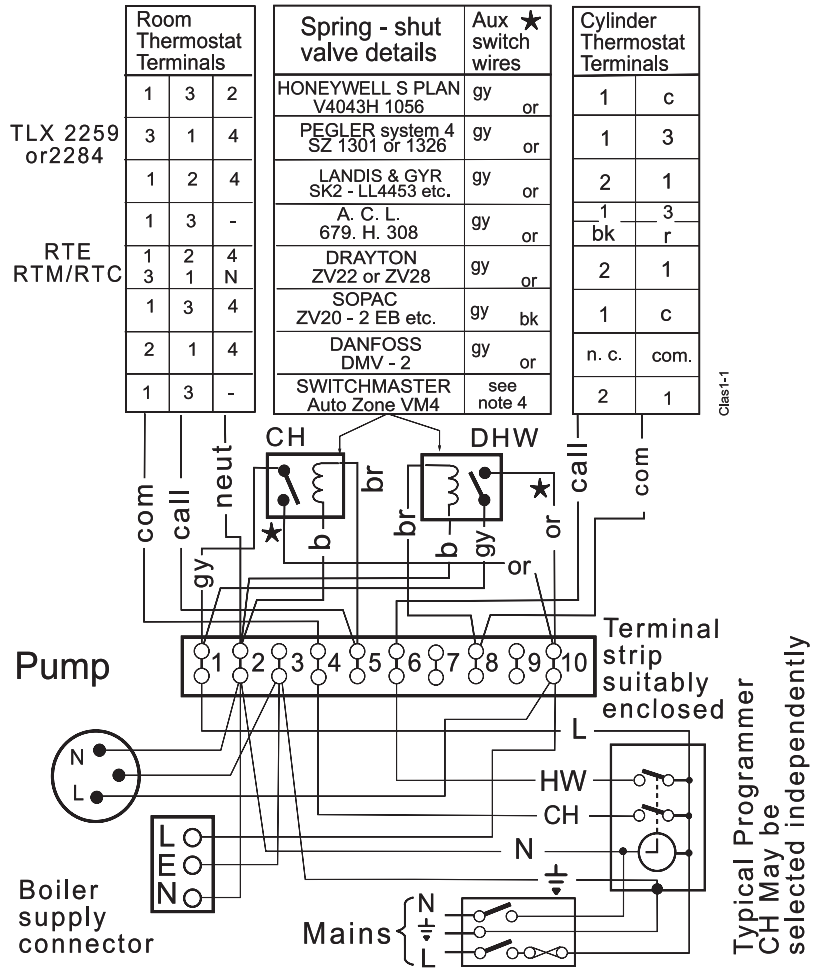 Room
Thermostat
Terminals
Spring - shut
valve details
Aux ★
switch
wires
Cylinder
Thermostat
Terminals
1 3 2
HONEYWELL S PLAN
V4043H 1056
gy or
1 c
TLX 2259
or2284
3 1 4
PEGLER system 4
SZ 1301 or 1326
gy or
1 3
1 2 4
LANDIS & GYR
SK2 - LL4453 etc.
gy or
2 1
1 3 -
A. C. L.
679. H. 308
gy or
1 3
bk r
RTE
RTM/RTC
1 2 4
3 1 N
DRAYTON
ZV22 or ZV28
gy or
2 1
1 3 4
SOPAC
ZV20 - 2 EB etc.
gy bk
1 c
2 1 4
DANFOSS
DMV - 2
gy or
n. c. com.
1 3 -
SWITCHMASTER
Auto Zone VM4
see
note 4
2 1
Clas1-1
CH
DHW
com
call
neut
br
br
call
com
★
★
gy
b
b
gy
or
or
1 2 3 4 5 6 7 8 9 10
Terminal
strip
suitably
enclosed
Pump
N
L
L
HW
CH
N
L
E
N
Boiler
supply
connector
Mains
N
L
Typical Programmer
CH May be
selected independently